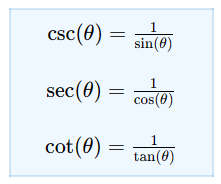 csc(θ) = 1/sin(θ)
sec(θ) = 1/cos(θ)
cot(θ) = 1/tan(θ)